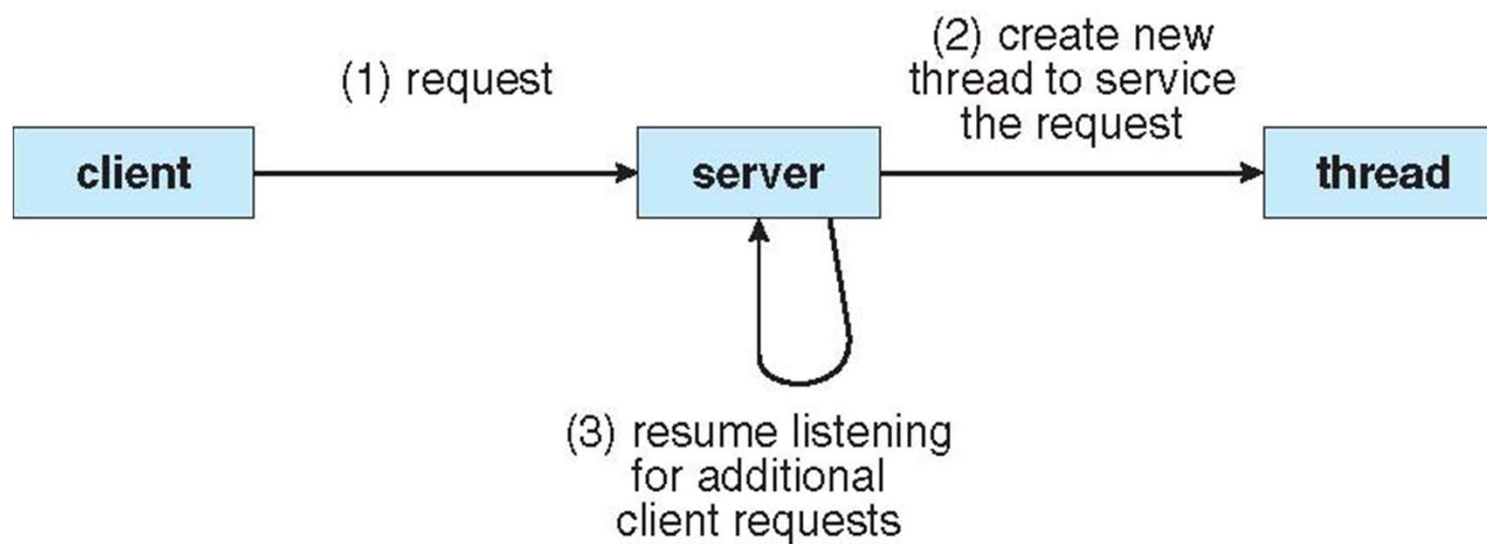 (1) request
(2) create new
thread to service
the request
client
server
thread
(3) resume listening
for additional
client requests